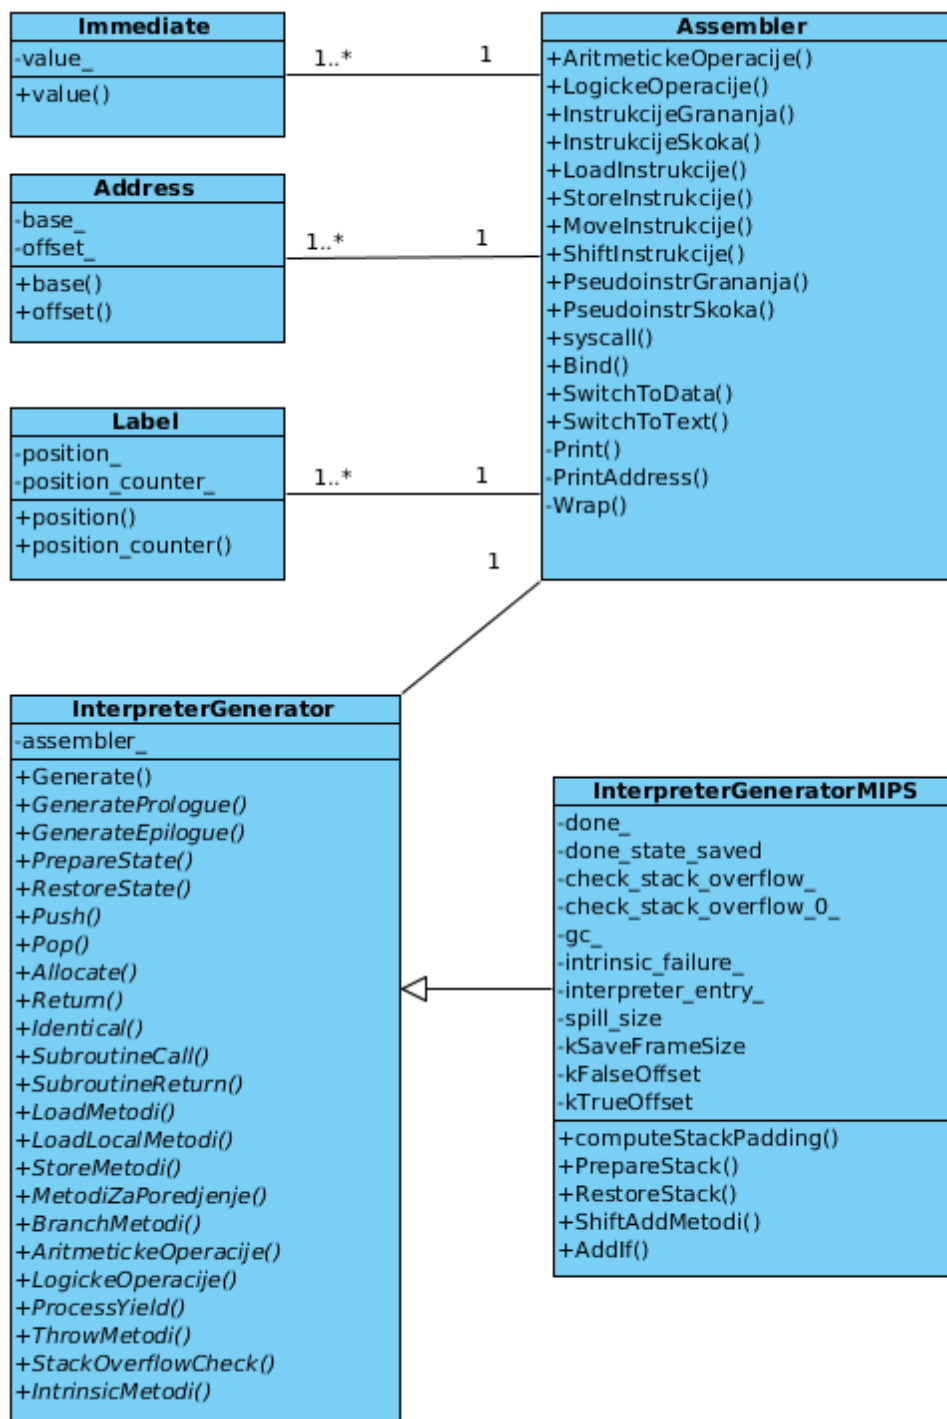 Immediate
-value_
+value()
1..*
1
Assembler
+AritmetickeOperacije()
+LogickeOperacije()
+InstrukcijeGrananja()
+InstrukcijeSkoka()
+LoadInstrukcije()
+StoreInstrukcije()
+MoveInstrukcije()
+ShiftInstrukcije()
+PseudoinstrGrananja()
+PseudoinstrSkoka()
+syscall()
+Bind()
+SwitchToData()
+SwitchToText()
-Print()
-PrintAddress()
-Wrap()
Address
-base_
-offset_
+base()
+offset()
1..*
1
Label
-position_
-position_counter_
+position()
+position_counter()
1..*
1
1
InterpreterGenerator
-assembler_
+Generate()
+GeneratePrologue()
+GenerateEpilogue()
+PrepareState()
+RestoreState()
+Push()
+Pop()
+Allocate()
+Return()
+Identical()
+SubroutineCall()
+SubroutineReturn()
+LoadMetodi()
+LoadLocalMetodi()
+StoreMetodi()
+MetodiZaPoredjenje()
+BranchMetodi()
+AritmetickeOperacije()
+LogickeOperacije()
+ProcessYield()
+ThrowMetodi()
+StackOverflowCheck()
+IntrinsicMetodi()
InterpreterGeneratorMIPS
-done_
-done_state_saved
-check_stack_overflow_
-check_stack_overflow_0_
-gc_
-intrinsic_failure_
-interpreter_entry_
-spill_size
-kSaveFrameSize
-kFalseOffset
-kTrueOffset
+computeStackPadding()
+PrepareStack()
+RestoreStack()
+ShiftAddMetodi()
+AddIf()